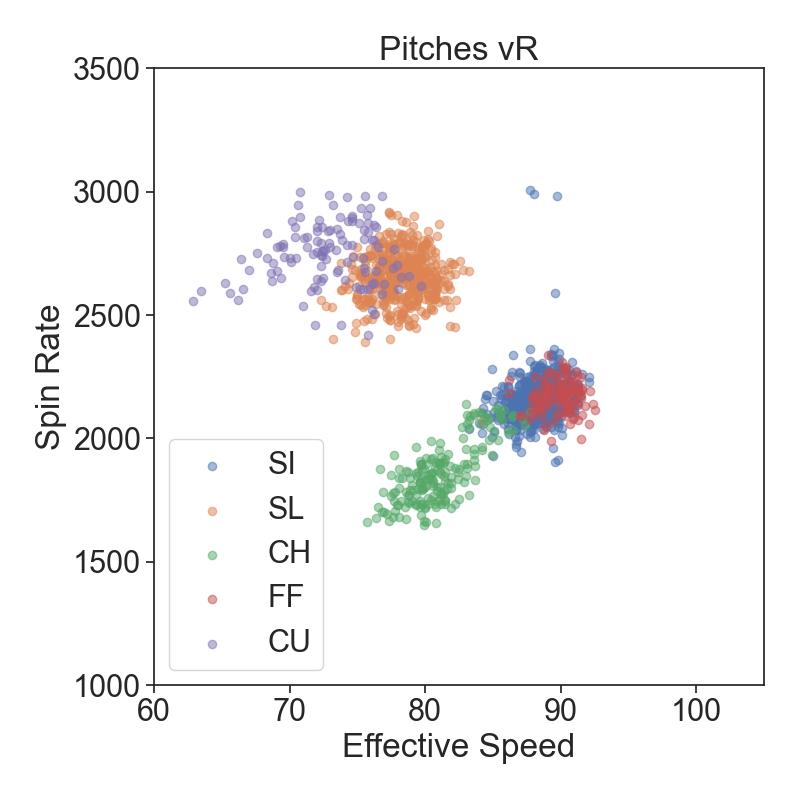 Pitches vR
3500
3000
2500
2000
1500
1000
Spin Rate
SI
SL
CH
FF
CU
60 70 80 90 100
Effective Speed